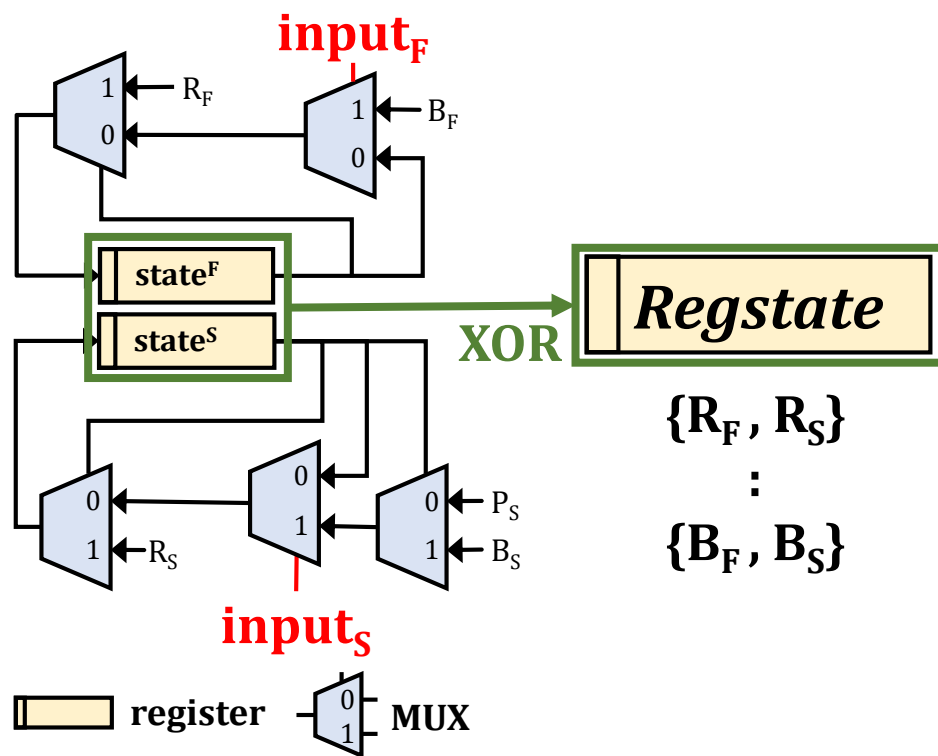 input_F
1
R_F
0
1
B_F
0
state^F
state^S
XOR
Regstate
{R_F , R_S}
:
{B_F , B_S}
0
1
R_S
0
1
0
P_S
1
B_S
input_S
register
0
1
MUX